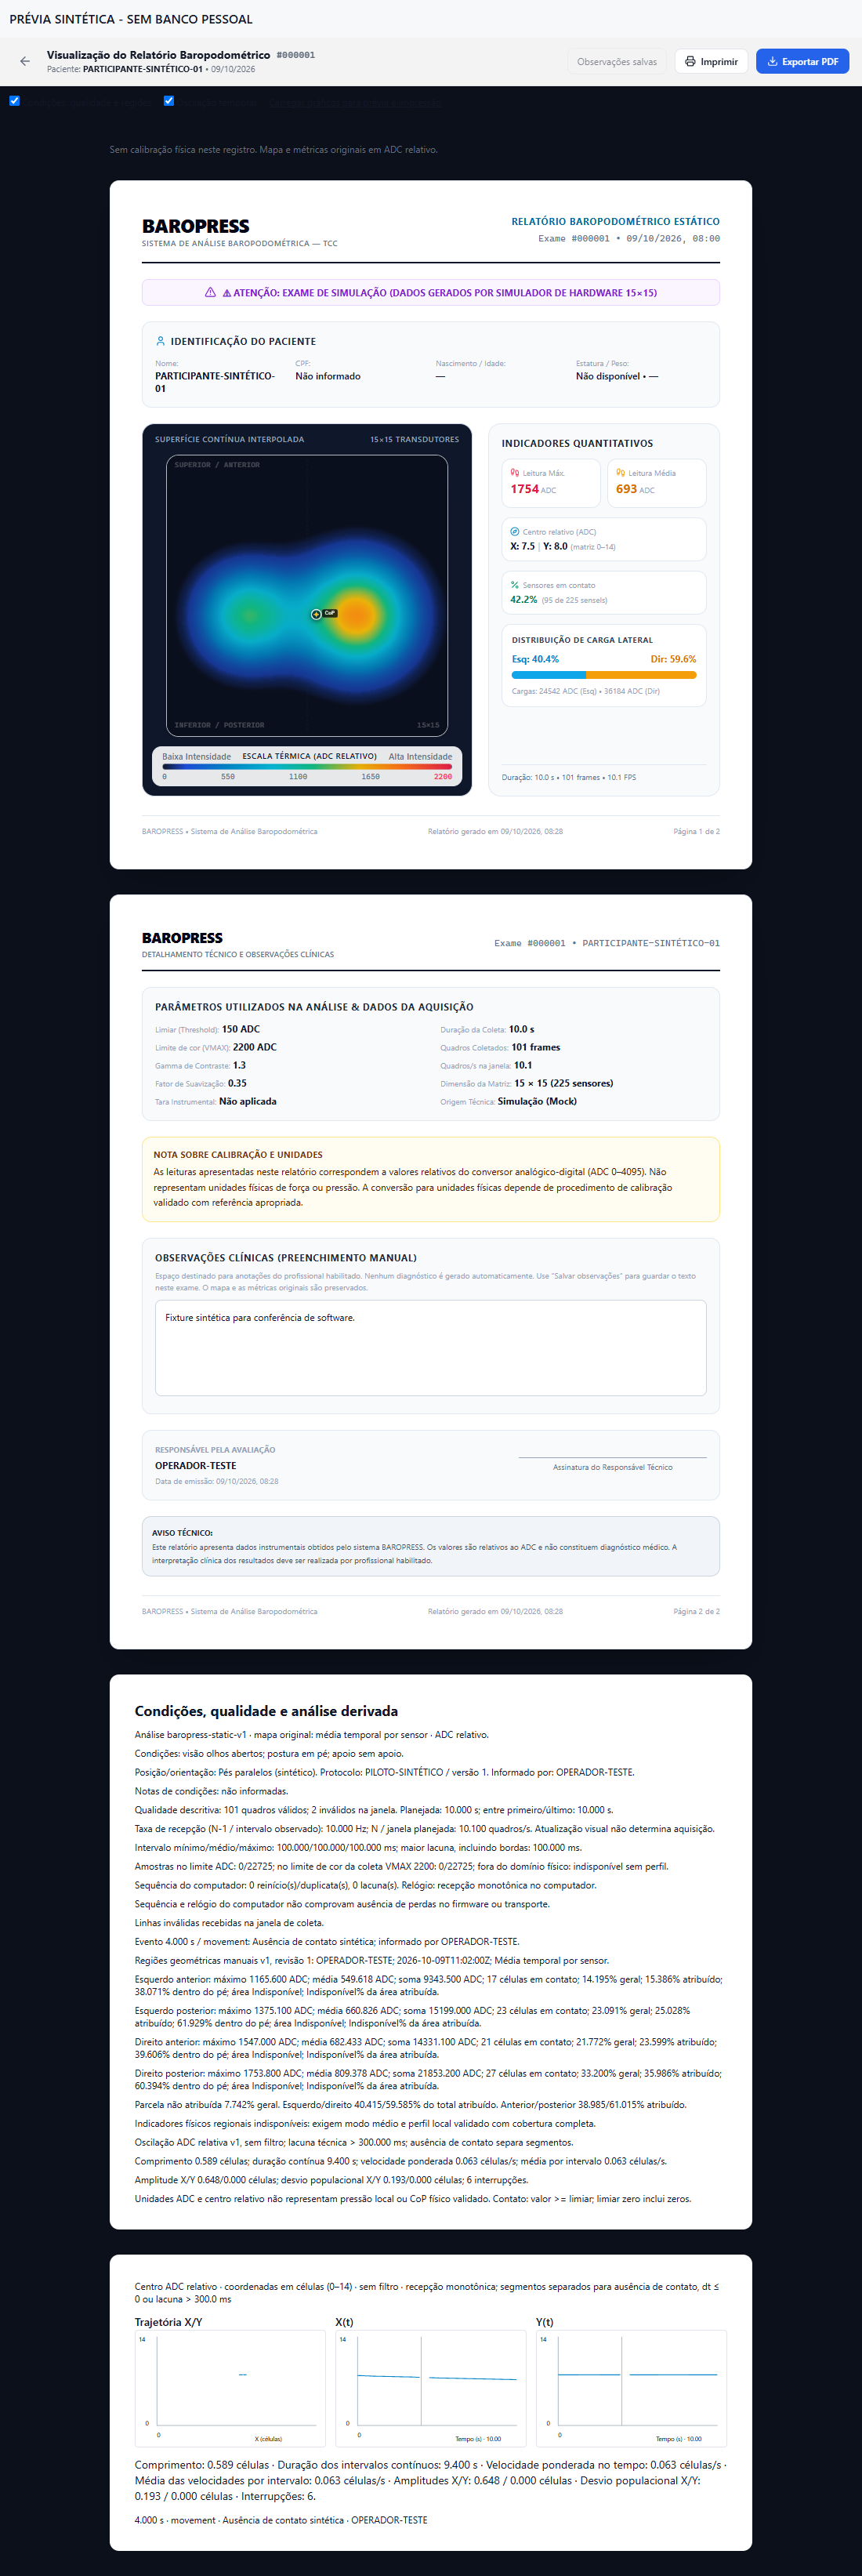 PRÉVIA SINTÉTICA - SEM BANCO PESSOAL
Visualização do Relatório Baropodométrico #000001
Paciente: PARTICIPANTE-SINTÉTICO-01 • 09/10/2026
Observações salvas
Imprimir
Exportar PDF
Sem calibração física neste registro. Mapa e métricas originais em ADC relativo.
BAROPRESS
SISTEMA DE ANÁLISE BAROPODOMÉTRICA — TCC
RELATÓRIO BAROPODOMÉTRICO ESTÁTICO
Exame #000001 • 09/10/2026, 08:00
⚠ ATENÇÃO: EXAME DE SIMULAÇÃO (DADOS GERADOS POR SIMULADOR DE HARDWARE 15×15)
IDENTIFICAÇÃO DO PACIENTE
Nome:
PARTICIPANTE-SINTÉTICO-
01
CPF:
Não informado
Nascimento / Idade:
—
Estatura / Peso:
Não disponível • —
SUPERFÍCIE CONTÍNUA INTERPOLADA
15×15 TRANSDUTORES
SUPERIOR / ANTERIOR
CoP
INFERIOR / POSTERIOR
15×15
Baixa Intensidade
ESCALA TÉRMICA (ADC RELATIVO)
Alta Intensidade
0 550 1100 1650 2200
INDICADORES QUANTITATIVOS
Leitura Máx.
1754 ADC
Leitura Média
693 ADC
Centro relativo (ADC)
X: 7.5 | Y: 8.0 (matriz 0–14)
Sensores em contato
42.2% (95 de 225 sensels)
DISTRIBUIÇÃO DE CARGA LATERAL
Esq: 40.4%
Dir: 59.6%
Cargas: 24542 ADC (Esq) • 36184 ADC (Dir)
Duração: 10.0 s • 101 frames • 10.1 FPS
BAROPRESS • Sistema de Análise Baropodométrica
Relatório gerado em 09/10/2026, 08:28
Página 1 de 2
BAROPRESS
DETALHAMENTO TÉCNICO E OBSERVAÇÕES CLÍNICAS
Exame #000001 • PARTICIPANTE-SINTÉTICO-01
PARÂMETROS UTILIZADOS NA ANÁLISE & DADOS DA AQUISIÇÃO
Limiar (Threshold): 150 ADC
Duração da Coleta: 10.0 s
Limite de cor (VMAX): 2200 ADC
Quadros Coletados: 101 frames
Gamma de Contraste: 1.3
Quadros/s na janela: 10.1
Fator de Suavização: 0.35
Dimensão da Matriz: 15 × 15 (225 sensores)
Tara Instrumental: Não aplicada
Origem Técnica: Simulação (Mock)
NOTA SOBRE CALIBRAÇÃO E UNIDADES
As leituras apresentadas neste relatório correspondem a valores relativos do conversor analógico-digital (ADC 0–4095). Não
representam unidades físicas de força ou pressão. A conversão para unidades físicas depende de procedimento de calibração
validado com referência apropriada.
OBSERVAÇÕES CLÍNICAS (PREENCHIMENTO MANUAL)
Espaço destinado para anotações do profissional habilitado. Nenhum diagnóstico é gerado automaticamente. Use "Salvar observações" para guardar o texto
neste exame. O mapa e as métricas originais são preservados.
Fixture sintética para conferência de software.
RESPONSÁVEL PELA AVALIAÇÃO
OPERADOR-TESTE
Data de emissão: 09/10/2026, 08:28
Assinatura do Responsável Técnico
AVISO TÉCNICO:
Este relatório apresenta dados instrumentais obtidos pelo sistema BAROPRESS. Os valores são relativos ao ADC e não constituem diagnóstico médico. A
interpretação clínica dos resultados deve ser realizada por profissional habilitado.
BAROPRESS • Sistema de Análise Baropodométrica
Relatório gerado em 09/10/2026, 08:28
Página 2 de 2
Condições, qualidade e análise derivada
Análise baropress-static-v1 · mapa original: média temporal por sensor · ADC relativo.
Condições: visão olhos abertos; postura em pé; apoio sem apoio.
Posição/orientação: Pés paralelos (sintético). Protocolo: PILOTO-SINTÉTICO / versão 1. Informado por: OPERADOR-TESTE.
Notas de condições: não informadas.
Qualidade descritiva: 101 quadros válidos; 2 inválidos na janela. Planejada: 10.000 s; entre primeiro/último: 10.000 s.
Taxa de recepção (N-1 / intervalo observado): 10.000 Hz; N / janela planejada: 10.100 quadros/s. Atualização visual não determina aquisição.
Intervalo mínimo/médio/máximo: 100.000/100.000/100.000 ms; maior lacuna, incluindo bordas: 100.000 ms.
Amostras no limite ADC: 0/22725; no limite de cor da coleta VMAX 2200: 0/22725; fora do domínio físico: indisponível sem perfil.
Sequência do computador: 0 reinício(s)/duplicata(s), 0 lacuna(s). Relógio: recepção monotônica no computador.
Sequência e relógio do computador não comprovam ausência de perdas no firmware ou transporte.
Linhas inválidas recebidas na janela de coleta.
Evento 4.000 s / movement: Ausência de contato sintética; informado por OPERADOR-TESTE.
Regiões geométricas manuais v1, revisão 1: OPERADOR-TESTE; 2026-10-09T11:02:00Z; Média temporal por sensor.
Esquerdo anterior: máximo 1165.600 ADC; média 549.618 ADC; soma 9343.500 ADC; 17 células em contato; 14.195% geral; 15.386% atribuído;
38.071% dentro do pé; área Indisponível; Indisponível% da área atribuída.
Esquerdo posterior: máximo 1375.100 ADC; média 660.826 ADC; soma 15199.000 ADC; 23 células em contato; 23.091% geral; 25.028%
atribuído; 61.929% dentro do pé; área Indisponível; Indisponível% da área atribuída.
Direito anterior: máximo 1547.000 ADC; média 682.433 ADC; soma 14331.100 ADC; 21 células em contato; 21.772% geral; 23.599% atribuído;
39.606% dentro do pé; área Indisponível; Indisponível% da área atribuída.
Direito posterior: máximo 1753.800 ADC; média 809.378 ADC; soma 21853.200 ADC; 27 células em contato; 33.200% geral; 35.986% atribuído;
60.394% dentro do pé; área Indisponível; Indisponível% da área atribuída.
Parcela não atribuída 7.742% geral. Esquerdo/direito 40.415/59.585% do total atribuído. Anterior/posterior 38.985/61.015% atribuído.
Indicadores físicos regionais indisponíveis: exigem modo médio e perfil local validado com cobertura completa.
Oscilação ADC relativa v1, sem filtro; lacuna técnica > 300.000 ms; ausência de contato separa segmentos.
Comprimento 0.589 células; duração contínua 9.400 s; velocidade ponderada 0.063 células/s; média por intervalo 0.063 células/s.
Amplitude X/Y 0.648/0.000 células; desvio populacional X/Y 0.193/0.000 células; 6 interrupções.
Unidades ADC e centro relativo não representam pressão local ou CoP físico validado. Contato: valor >= limiar; limiar zero inclui zeros.
Centro ADC relativo · coordenadas em células (0–14) · sem filtro · recepção monotônica; segmentos separados para ausência de contato, dt ≤
0 ou lacuna > 300.0 ms
Trajetória X/Y
14
0
0
X (células)
X(t)
14
0
0
Tempo (s) · 10.00
Y(t)
14
0
0
Tempo (s) · 10.00
Comprimento: 0.589 células · Duração dos intervalos contínuos: 9.400 s · Velocidade ponderada no tempo: 0.063 células/s ·
Média das velocidades por intervalo: 0.063 células/s · Amplitudes X/Y: 0.648 / 0.000 células · Desvio populacional X/Y:
0.193 / 0.000 células · Interrupções: 6.
4.000 s · movement · Ausência de contato sintética · OPERADOR-TESTE